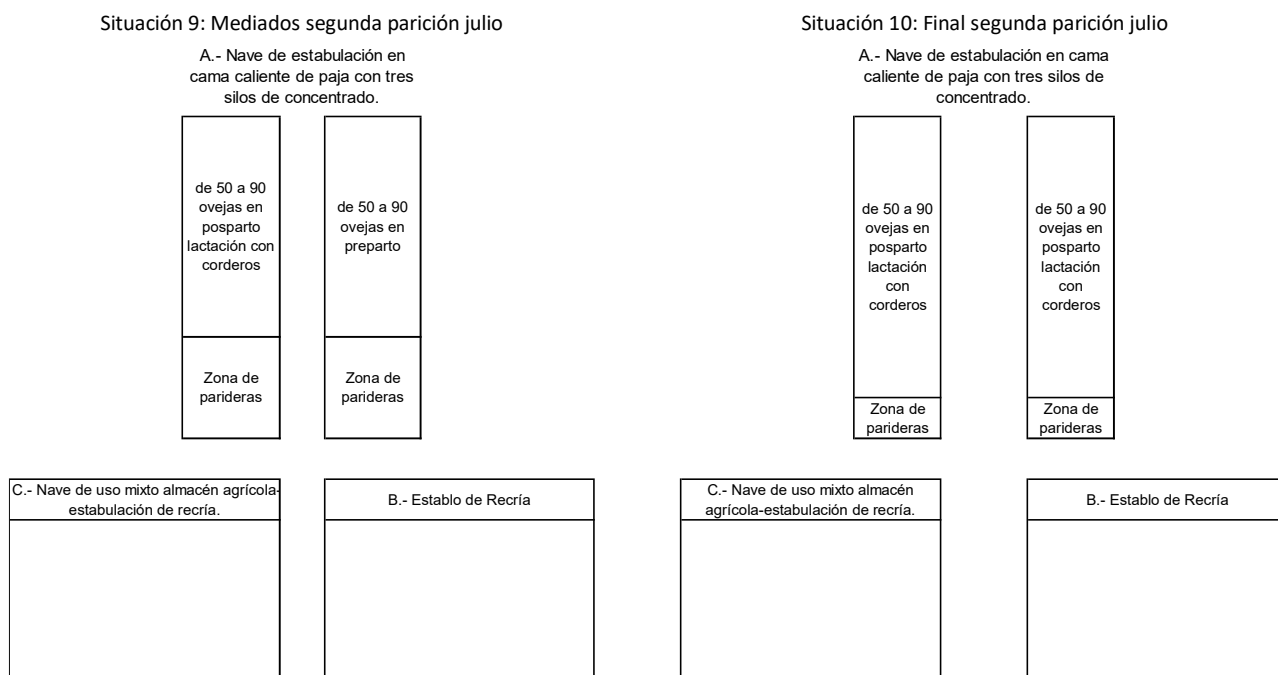 Situación 9: Mediados segunda parición julio
A.- Nave de estabulación en
cama caliente de paja con tres
silos de concentrado.
de 50 a 90
ovejas en
posparto
lactación con
corderos
de 50 a 90
ovejas en
preparto
Zona de
parideras
Zona de
parideras
C.- Nave de uso mixto almacén agrícola-
estabulación de recría.
B.- Establo de Recría
Situación 10: Final segunda parición julio
A.- Nave de estabulación en cama
caliente de paja con tres silos de
concentrado.
de 50 a 90
ovejas en
posparto
lactación
con
corderos
de 50 a 90
ovejas en
posparto
lactación
con
corderos
Zona de
parideras
Zona de
parideras
C.- Nave de uso mixto almacén
agrícola-estabulación de recría.
B.- Establo de Recría